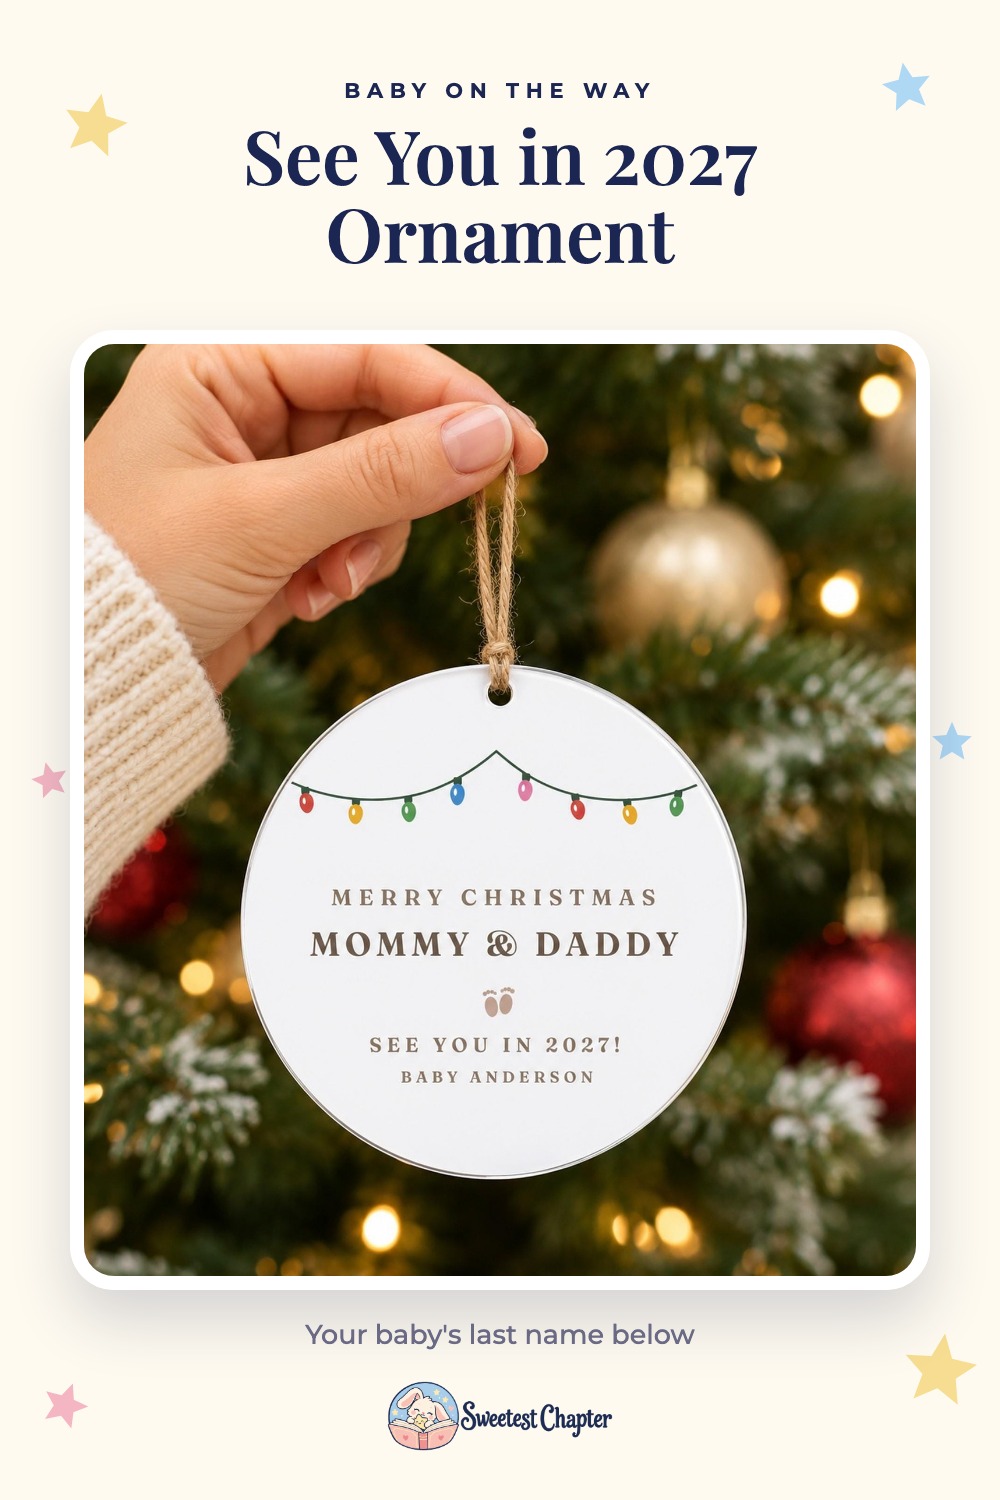 BABY ON THE WAY
See You in 2027
Ornament
MERRY CHRISTMAS
MOMMY & DADDY
SEE YOU IN 2027!
BABY ANDERSON
Your baby's last name below
Sweetest Chapter